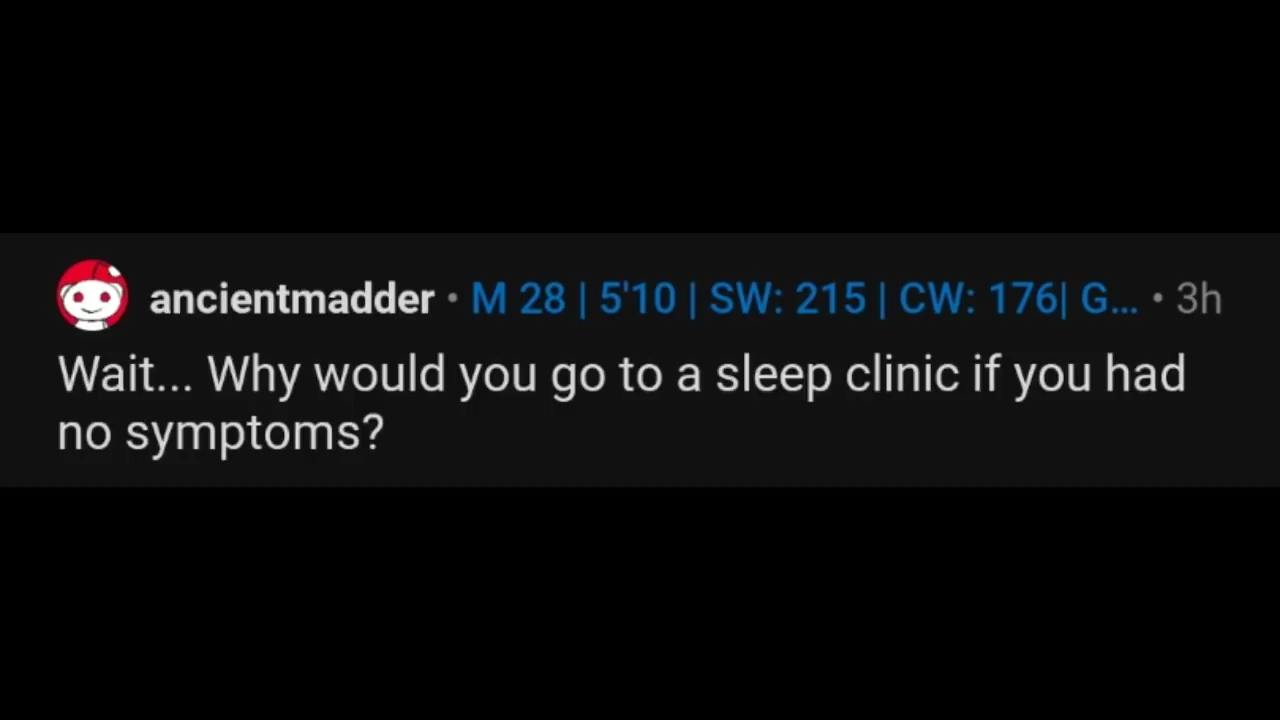 ancientmadder • M 28 | 5'10 | SW: 215 | CW: 176| G... • 3h
Wait... Why would you go to a sleep clinic if you had
no symptoms?